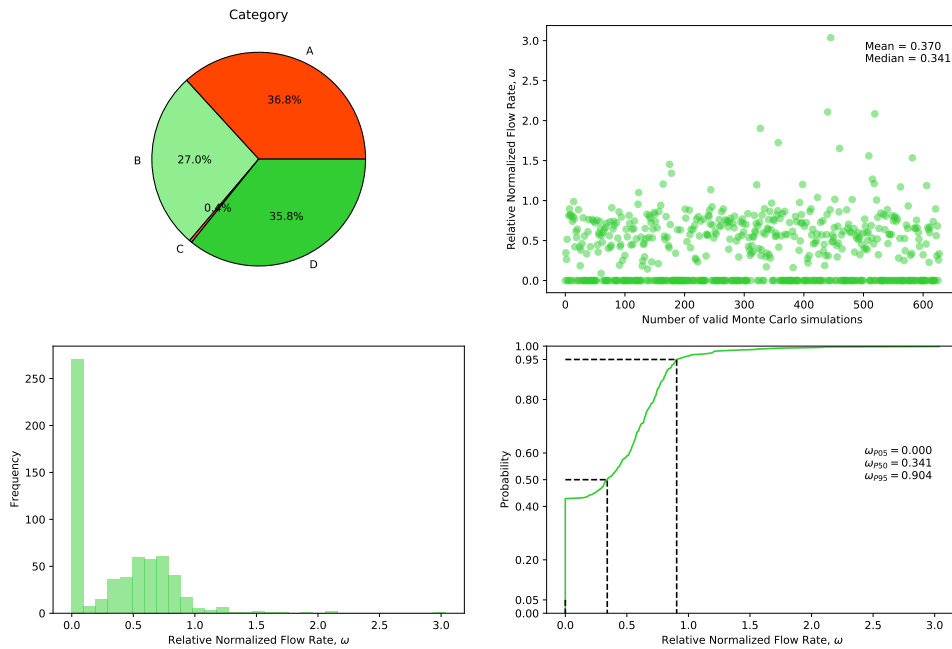 Category
A
36.8%
B
27.0%
0.4%
C
35.8%
D
Relative Normalized Flow Rate, ω
3.0
2.5
2.0
1.5
1.0
0.5
0.0
Mean = 0.370
Median = 0.341
0 100 200 300 400 500 600
Number of valid Monte Carlo simulations
Frequency
250
200
150
100
50
0
0.0 0.5 1.0 1.5 2.0 2.5 3.0
Relative Normalized Flow Rate, ω
Probability
1.00
0.95
0.80
0.60
0.50
0.40
0.20
0.05
0.00
ωP05 = 0.000
ωP50 = 0.341
ωP95 = 0.904
0.0 0.5 1.0 1.5 2.0 2.5 3.0
Relative Normalized Flow Rate, ω